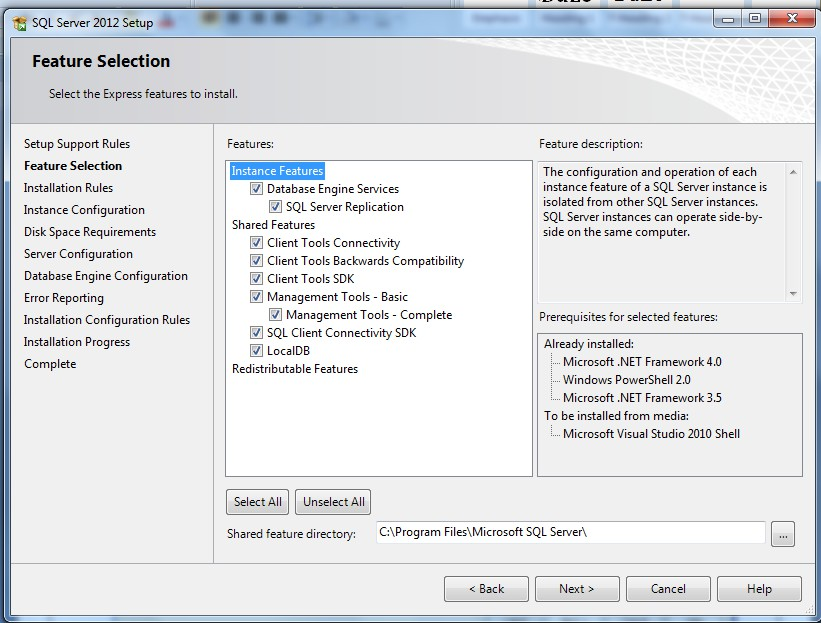 SQL Server 2012 Setup
Feature Selection
Select the Express features to install.
Setup Support Rules
Feature Selection
Installation Rules
Instance Configuration
Disk Space Requirements
Server Configuration
Database Engine Configuration
Error Reporting
Installation Configuration Rules
Installation Progress
Complete
Features:
Instance Features
Database Engine Services
SQL Server Replication
Shared Features
Client Tools Connectivity
Client Tools Backwards Compatibility
Client Tools SDK
Management Tools - Basic
Management Tools - Complete
SQL Client Connectivity SDK
LocalDB
Redistributable Features
Feature description:
The configuration and operation of each
instance feature of a SQL Server instance is
isolated from other SQL Server instances.
SQL Server instances can operate side-by-
side on the same computer.
Prerequisites for selected features:
Already installed:
Microsoft .NET Framework 4.0
Windows PowerShell 2.0
Microsoft .NET Framework 3.5
To be installed from media:
Microsoft Visual Studio 2010 Shell
Select All
Unselect All
Shared feature directory:
C:\Program Files\Microsoft SQL Server\
...
< Back
Next >
Cancel
Help